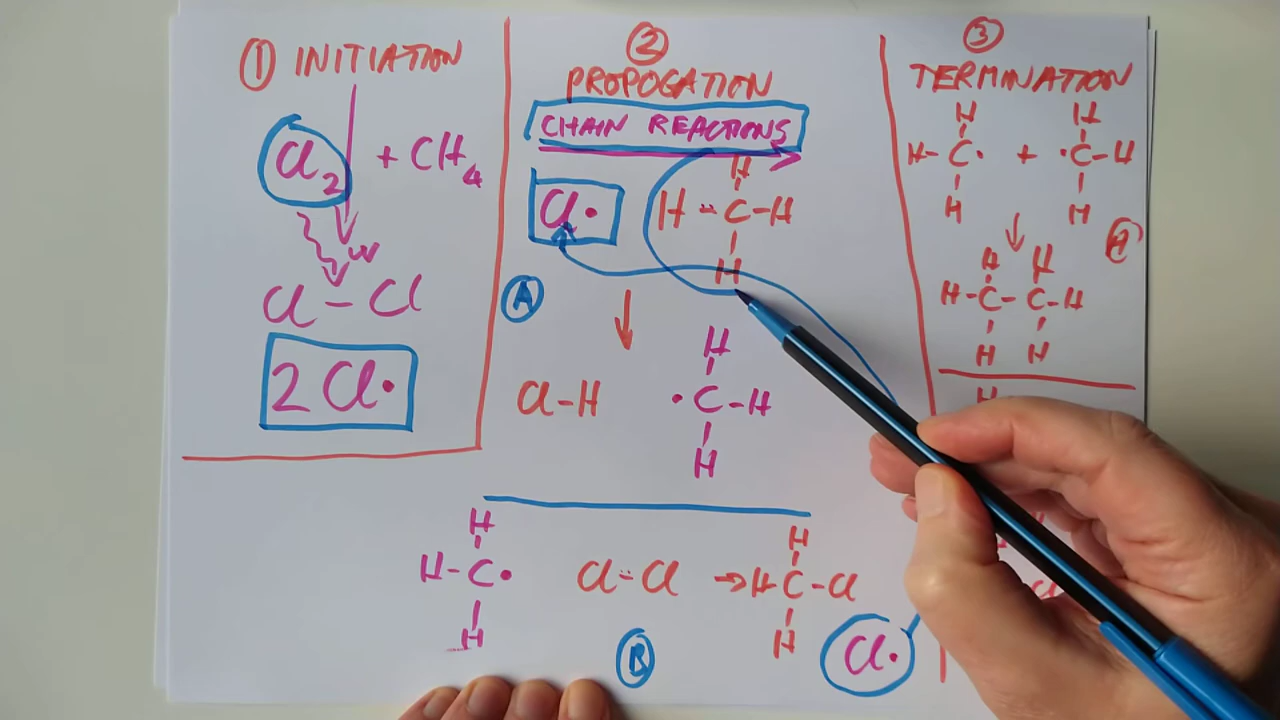 ① INITIATION
Cl₂ + CH₄
uv
Cl – Cl
2 Cl•
②
PROPOGATION
CHAIN REACTIONS
H
Cl• H – C – H
H
A
H
Cl – H • C – H
H
H
H – C • Cl – Cl → H C – Cl
H H
B Cl•
③
TERMINATION
H H
H – C • + • C – H
H H
H H
H – C – C – H
H H
H